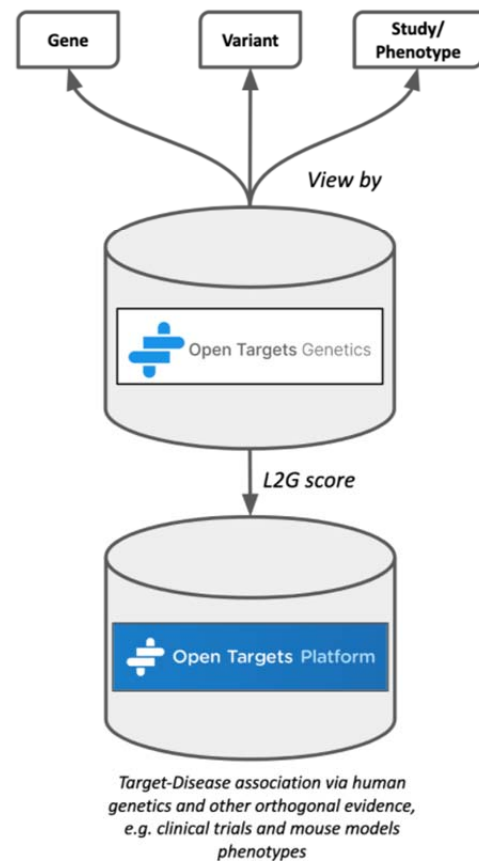 Gene
Variant
Study/
Phenotype
View by
Open Targets Genetics
L2G score
Open Targets Platform
Target-Disease association via human
genetics and other orthogonal evidence,
e.g. clinical trials and mouse models
phenotypes